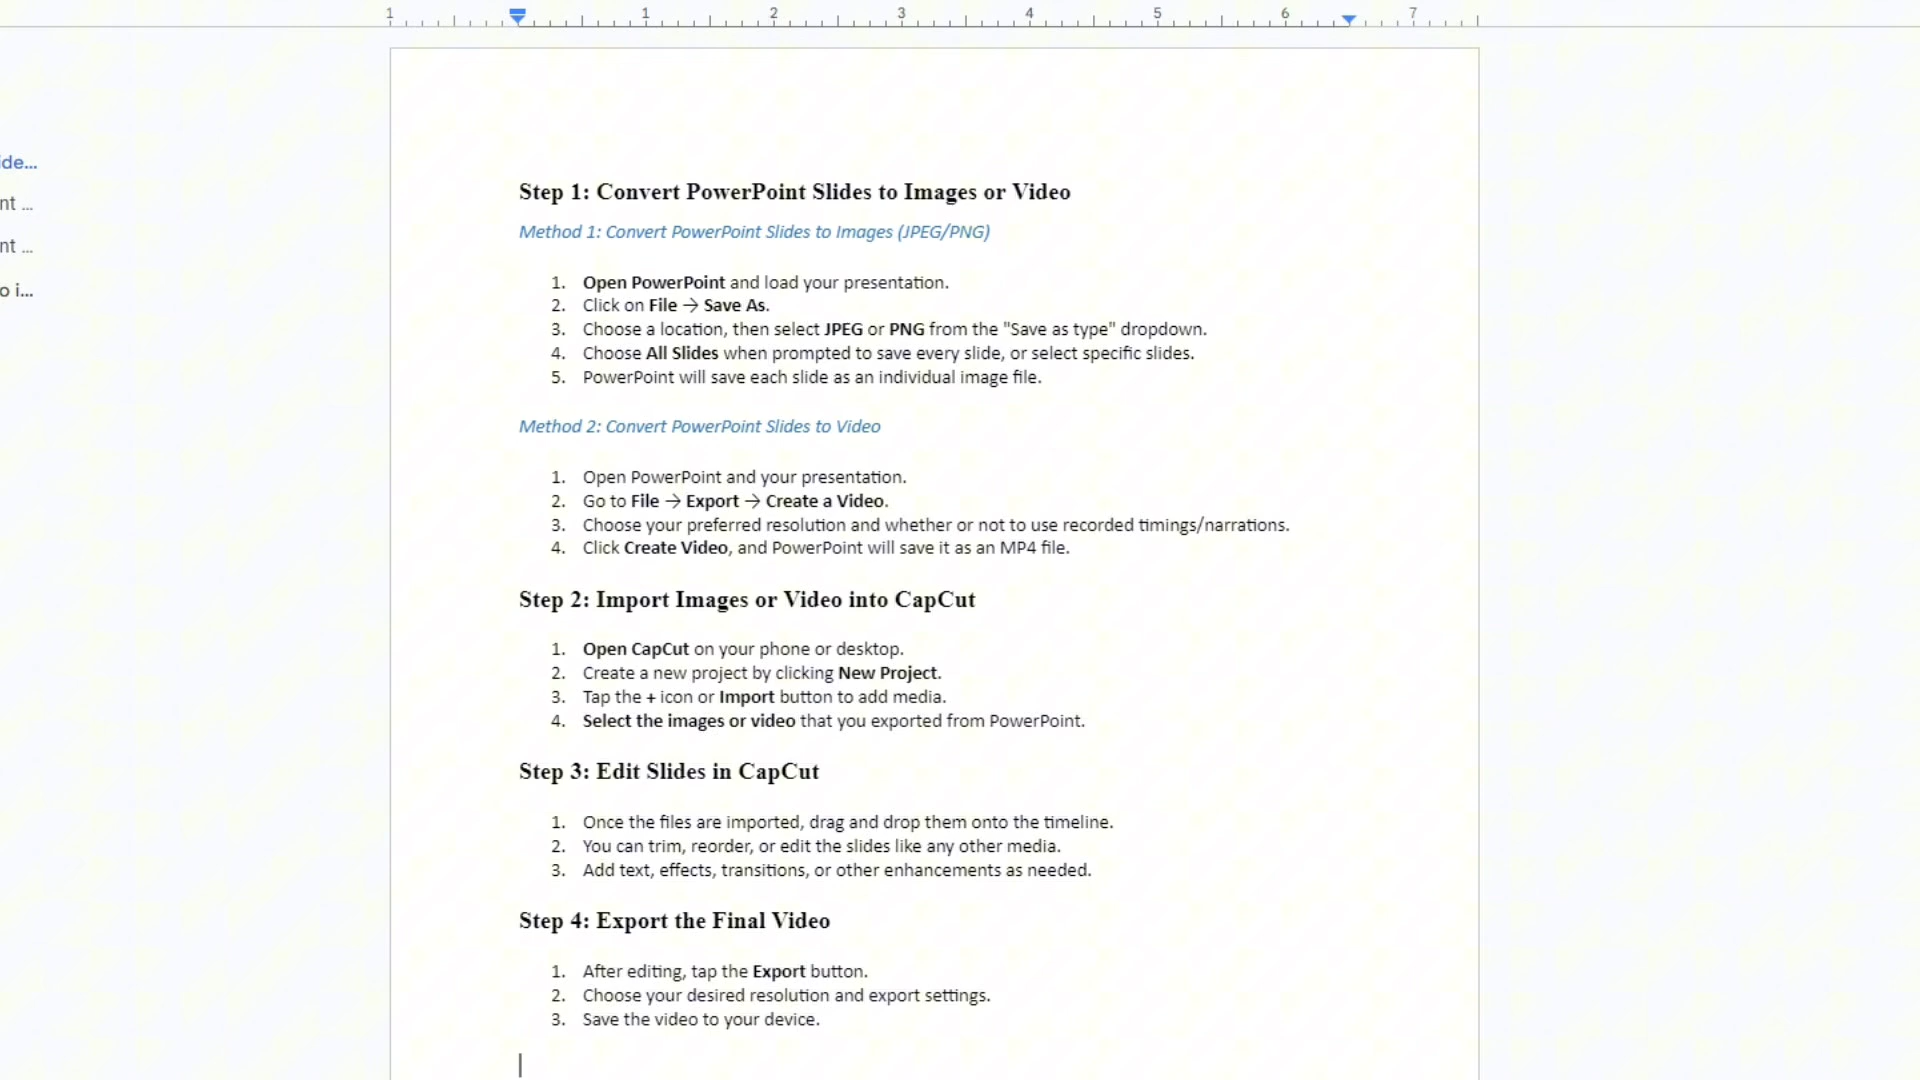 1 1 2 3 4 5 6 7
ide...
nt ...
nt ...
o i...
Step 1: Convert PowerPoint Slides to Images or Video
Method 1: Convert PowerPoint Slides to Images (JPEG/PNG)
1. Open PowerPoint and load your presentation.
2. Click on File → Save As.
3. Choose a location, then select JPEG or PNG from the "Save as type" dropdown.
4. Choose All Slides when prompted to save every slide, or select specific slides.
5. PowerPoint will save each slide as an individual image file.
Method 2: Convert PowerPoint Slides to Video
1. Open PowerPoint and your presentation.
2. Go to File → Export → Create a Video.
3. Choose your preferred resolution and whether or not to use recorded timings/narrations.
4. Click Create Video, and PowerPoint will save it as an MP4 file.
Step 2: Import Images or Video into CapCut
1. Open CapCut on your phone or desktop.
2. Create a new project by clicking New Project.
3. Tap the + icon or Import button to add media.
4. Select the images or video that you exported from PowerPoint.
Step 3: Edit Slides in CapCut
1. Once the files are imported, drag and drop them onto the timeline.
2. You can trim, reorder, or edit the slides like any other media.
3. Add text, effects, transitions, or other enhancements as needed.
Step 4: Export the Final Video
1. After editing, tap the Export button.
2. Choose your desired resolution and export settings.
3. Save the video to your device.